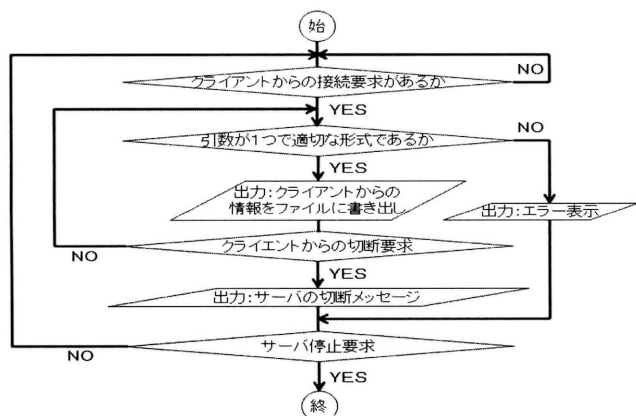 始
クライアントからの接続要求があるか
NO
YES
引数が1つで適切な形式であるか
NO
YES
出力:クライアントからの
情報をファイルに書き出し
出力:エラー表示
クライエントからの切断要求
NO
YES
出力:サーバの切断メッセージ
サーバ停止要求
NO
YES
終